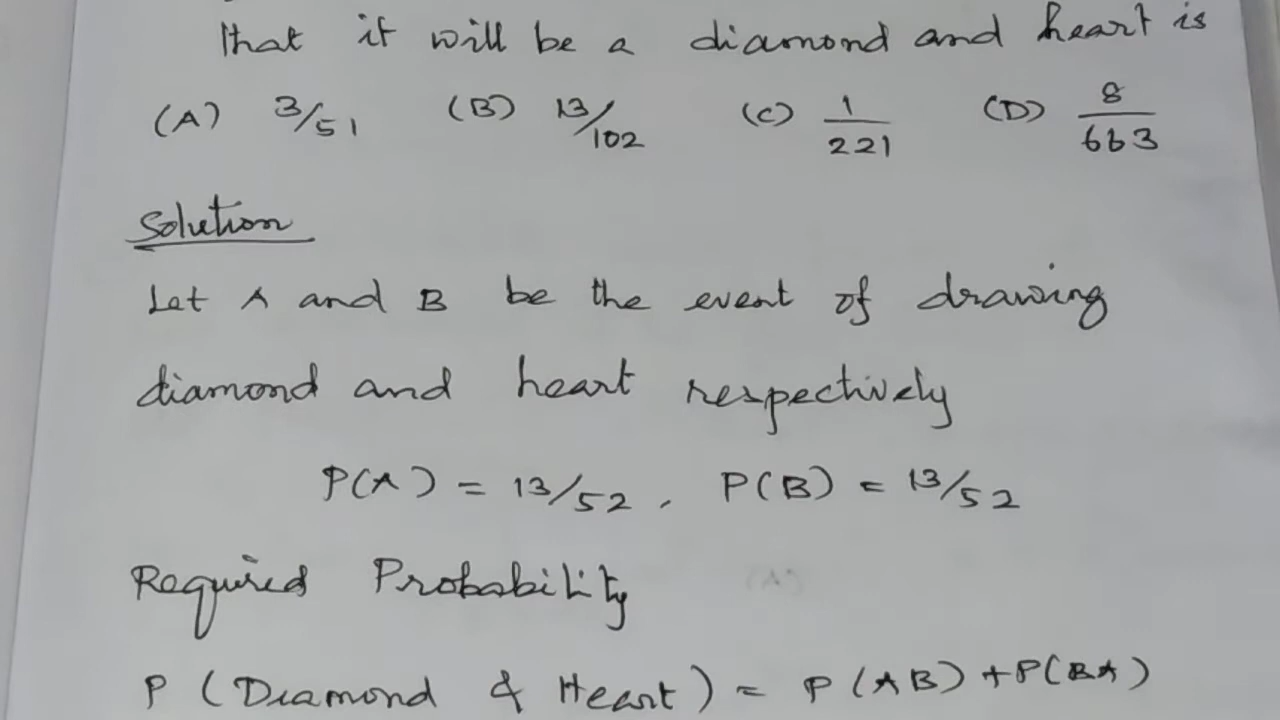 that it will be a diamond and heart is
(A) 3/51 (B) 13/102 (C) 1/221 (D) 8/663
Solution
Let A and B be the event of drawing
diamond and heart respectively
P(A) = 13/52, P(B) = 13/52
Required Probability
P (Diamond & Heart) = P(AB) + P(BA)